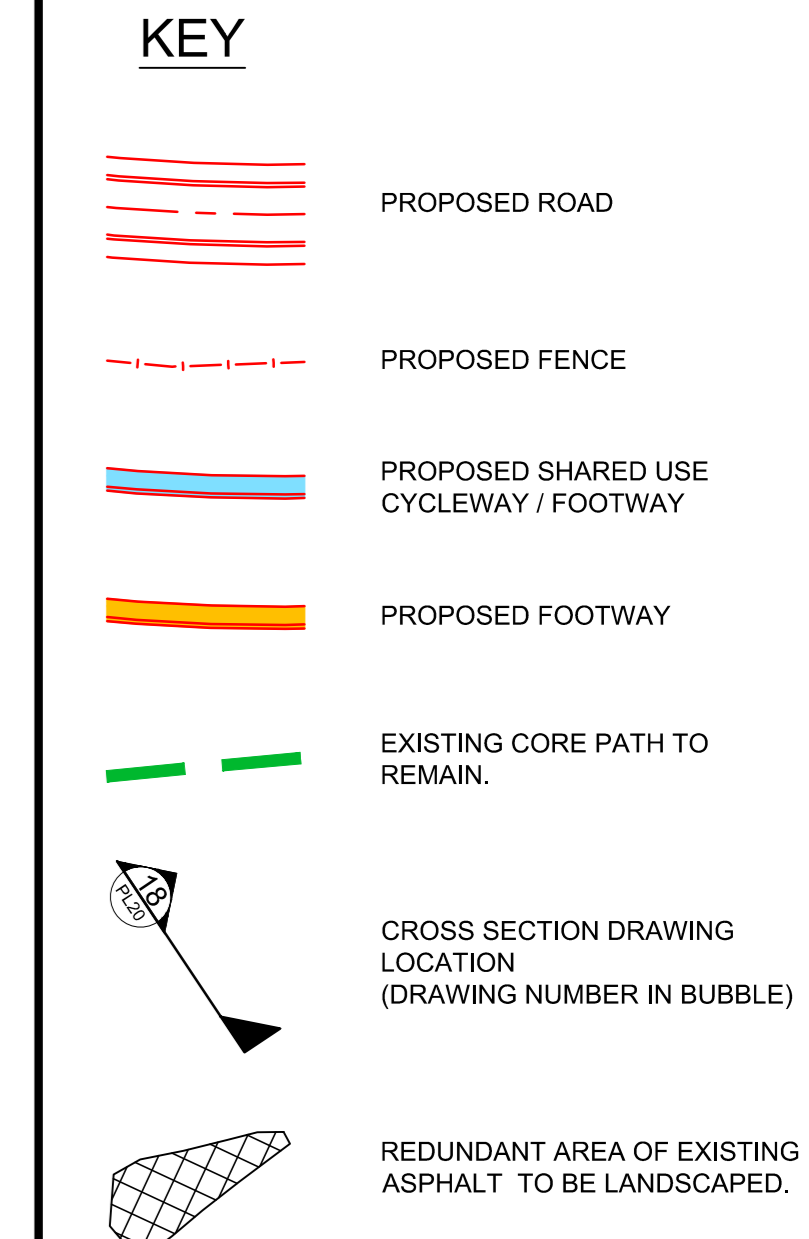 KEY
PROPOSED ROAD
PROPOSED FENCE
PROPOSED SHARED USE
CYCLEWAY / FOOTWAY
PROPOSED FOOTWAY
EXISTING CORE PATH TO
REMAIN.
18
PL20
CROSS SECTION DRAWING
LOCATION
(DRAWING NUMBER IN BUBBLE)
REDUNDANT AREA OF EXISTING
ASPHALT TO BE LANDSCAPED.